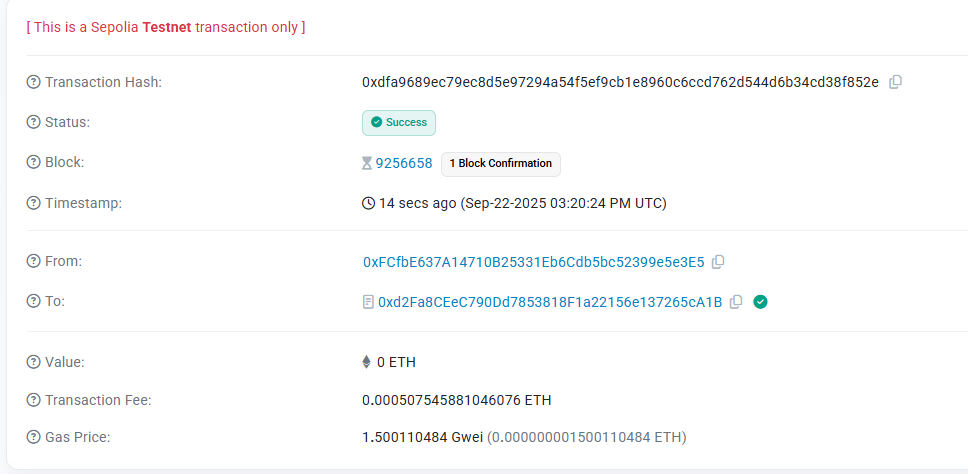 [ This is a Sepolia Testnet transaction only ]
Transaction Hash: 0xdfa9689ec79ec8d5e97294a54f5ef9cb1e8960c6ccd762d544d6b34cd38f852e
Status: Success
Block: 9256658 1 Block Confirmation
Timestamp: 14 secs ago (Sep-22-2025 03:20:24 PM UTC)
From: 0xFCfbE637A14710B25331Eb6Cdb5bc52399e5e3E5
To: 0xd2Fa8CEeC790Dd7853818F1a22156e137265cA1B
Value: 0 ETH
Transaction Fee: 0.000507545881046076 ETH
Gas Price: 1.500110484 Gwei (0.000000001500110484 ETH)